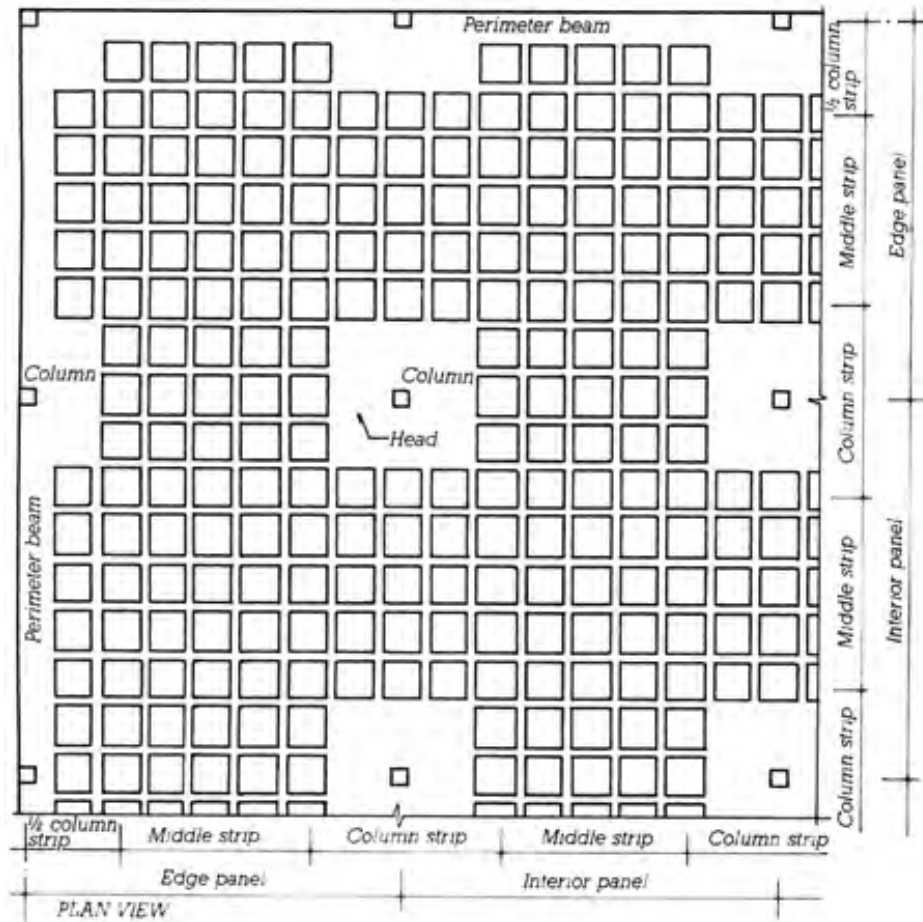 Perimeter beam
½ column
strip
Middle strip
Edge panel
Column
Column
Head
Column strip
Perimeter beam
Middle strip
Interior panel
Column strip
½ column
strip
Middle strip
Column strip
Middle strip
Column strip
Edge panel
Interior panel
PLAN VIEW